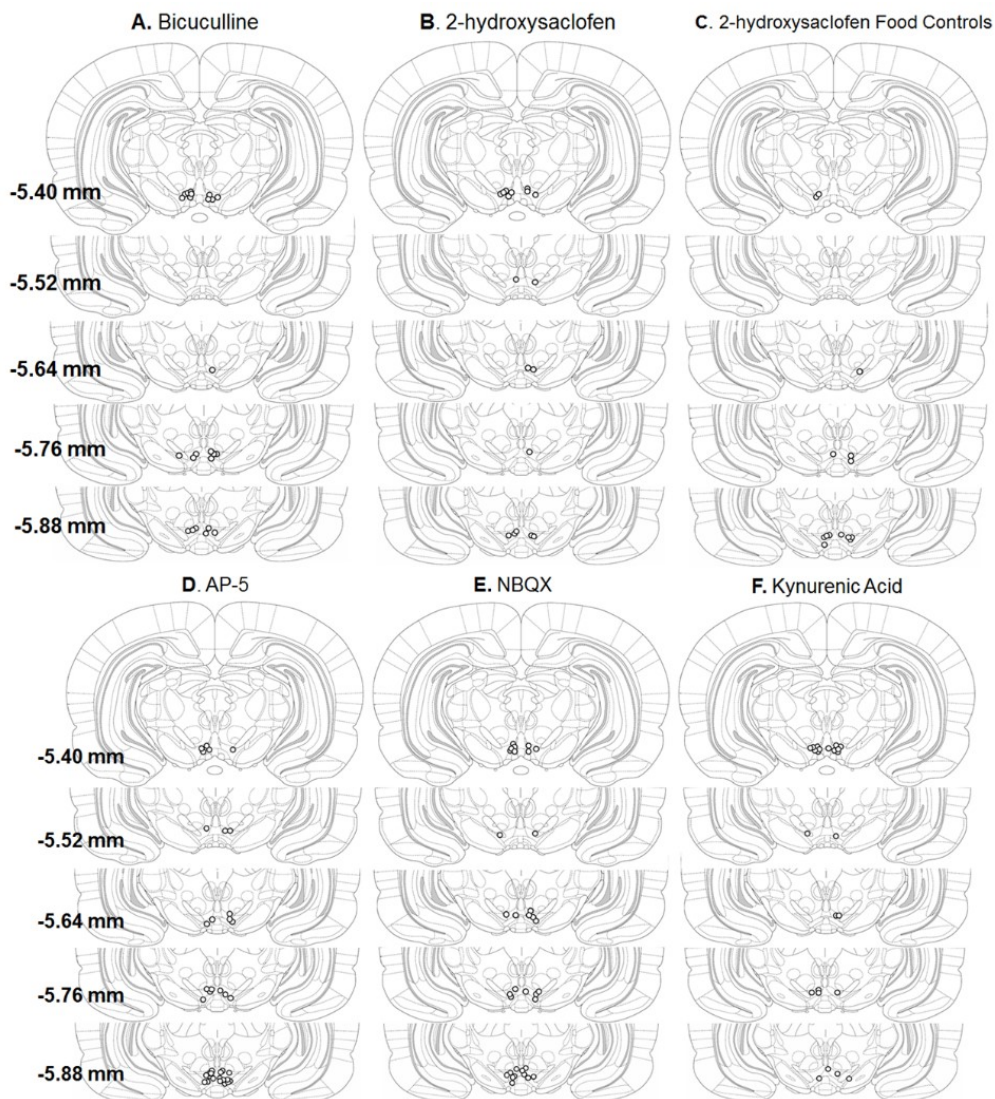 A. Bicuculline
B. 2-hydroxysaclofen
C. 2-hydroxysaclofen Food Controls
-5.40 mm
-5.52 mm
-5.64 mm
-5.76 mm
-5.88 mm
D. AP-5
E. NBQX
F. Kynurenic Acid
-5.40 mm
-5.52 mm
-5.64 mm
-5.76 mm
-5.88 mm